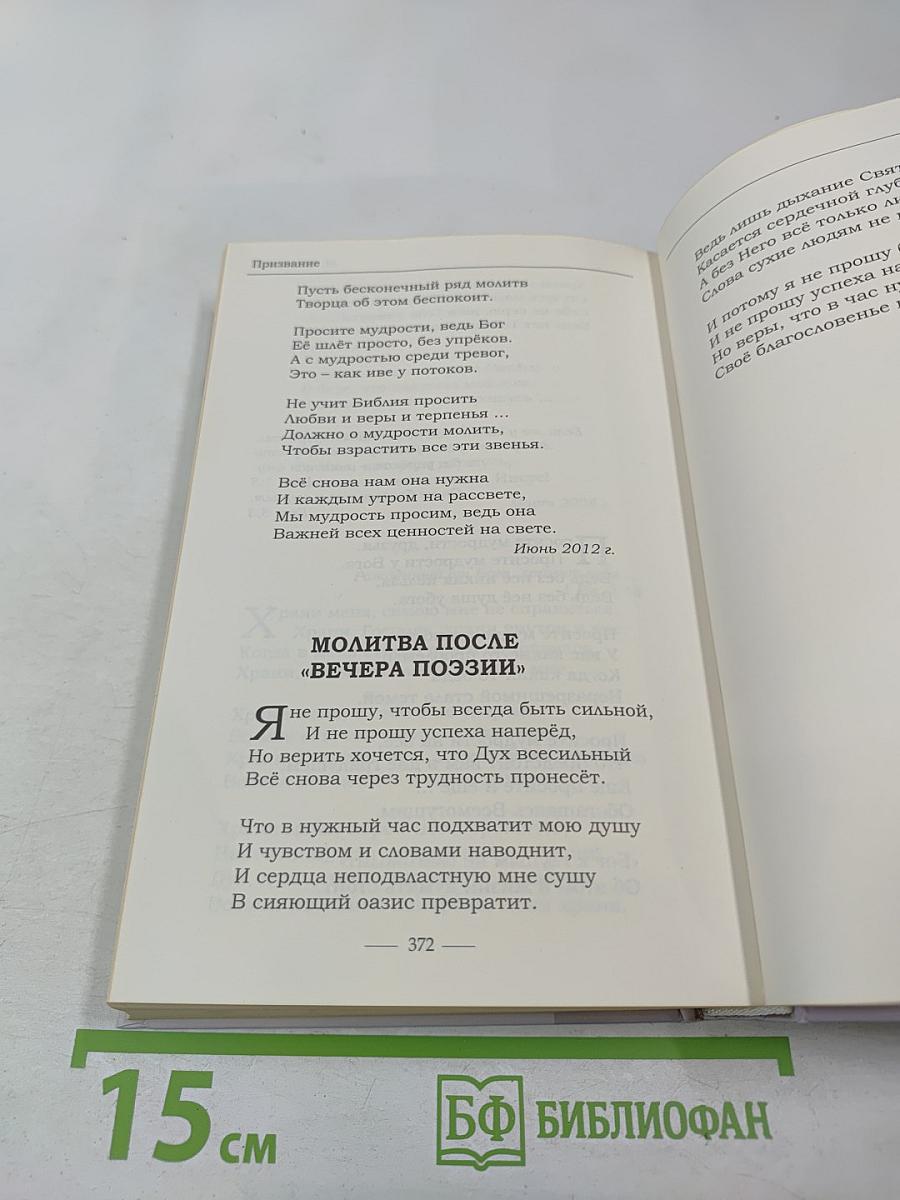 Призвание
Пусть бесконечный ряд молитв
Творца об этом беспокоит.
Просите мудрости, ведь Бог
Её шлёт просто, без упрёков.
А с мудростью среди тревог,
Это – как иве у потоков.
Не учит Библия просить
Любви и веры и терпенья ...
Должно о мудрости молить,
Чтобы взрастить все эти звенья.
Всё снова нам она нужна
И каждым утром на рассвете,
Мы мудрость просим, ведь она
Важней всех ценностей на свете.
Июнь 2012 г.
МОЛИТВА ПОСЛЕ
«ВЕЧЕРА ПОЭЗИИ»
Я не прошу, чтобы всегда быть сильной,
И не прошу успеха наперёд,
Но верить хочется, что Дух всесильный
Всё снова через трудность пронесёт.
Что в нужный час подхватит мою душу
И чувством и словами наводнит,
И сердца неподвластную мне сушу
В сияющий оазис превратит.
372
Ведь лишь дыхание
Касается сердечной
А без Него всё только
Слова сухие людям не
И потому я не прошу
И не прошу успеха
Но веры, что в час
Своё благословенье
15 см
БФ БИБЛИОФАН